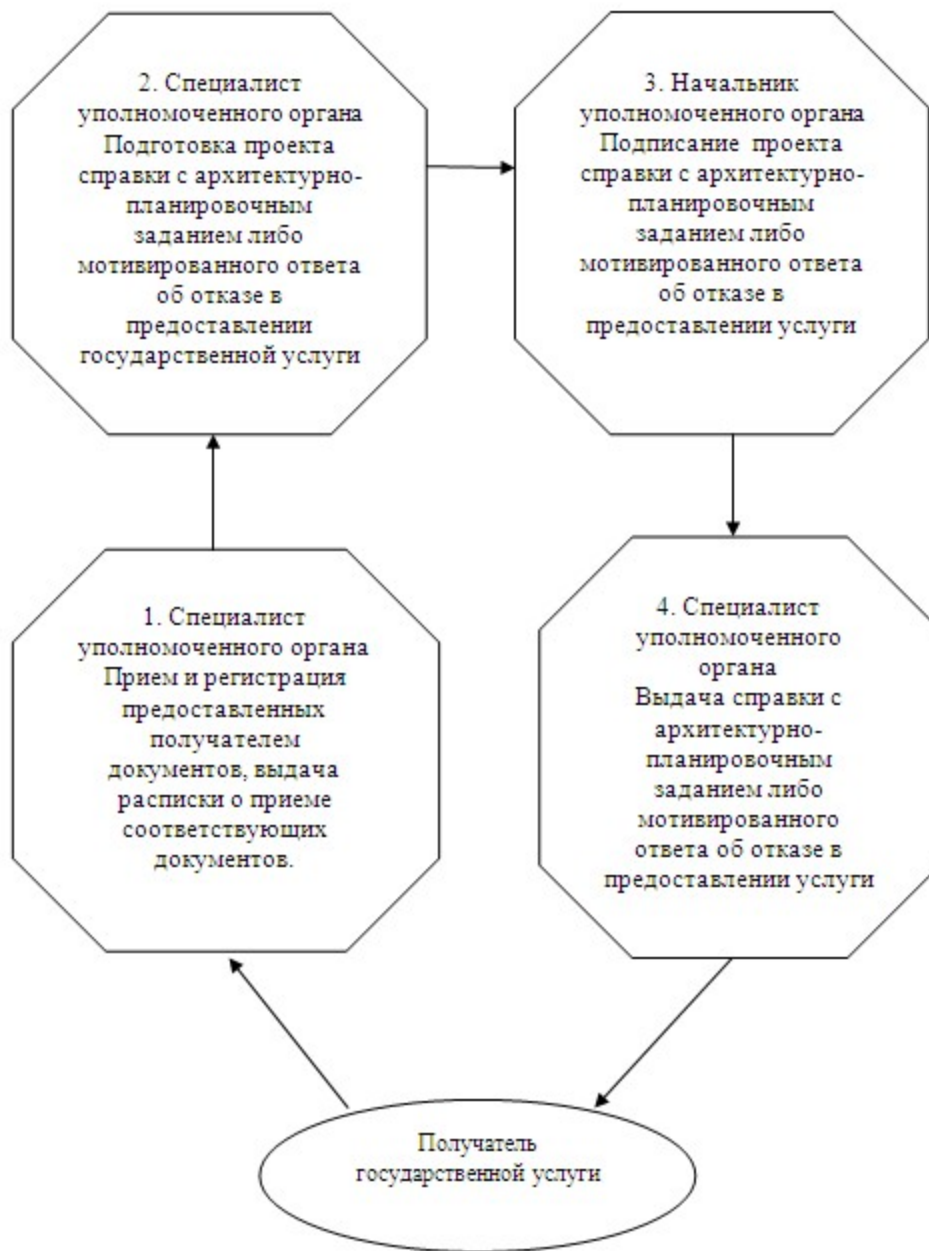 2. Специалист
уполномоченного органа
Подготовка проекта
справки с архитектурно-
планировочным
заданием либо
мотивированного ответа
об отказе в
предоставлении
государственной услуги
3. Начальник
уполномоченного органа
Подписание проекта
справки с архитектурно-
планировочным
заданием либо
мотивированного ответа
об отказе в
предоставлении услуги
1. Специалист
уполномоченного органа
Прием и регистрация
предоставленных
получателем
документов, выдача
расписки о приеме
соответствующих
документов.
4. Специалист
уполномоченного
органа
Выдача справки с
архитектурно-
планировочным
заданием либо
мотивированного
ответа об отказе в
предоставлении услуги
Получатель
государственной услуги